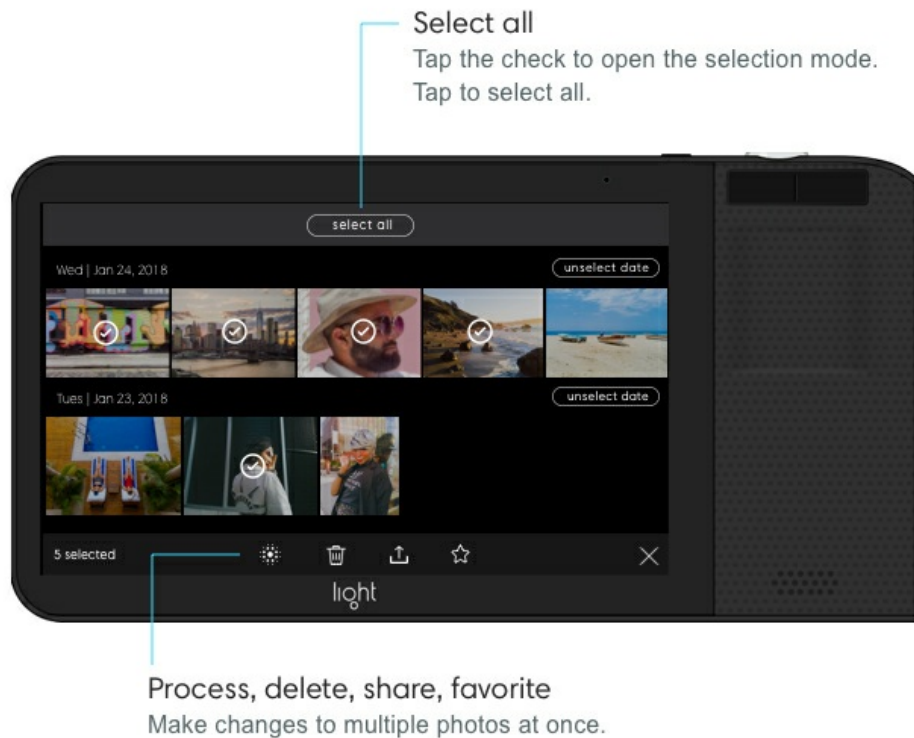 Select all
Tap the check to open the selection mode.
Tap to select all.
select all
Wed | Jan 24, 2018
unselect date
Tues | Jan 23, 2018
unselect date
5 selected
light
Process, delete, share, favorite
Make changes to multiple photos at once.